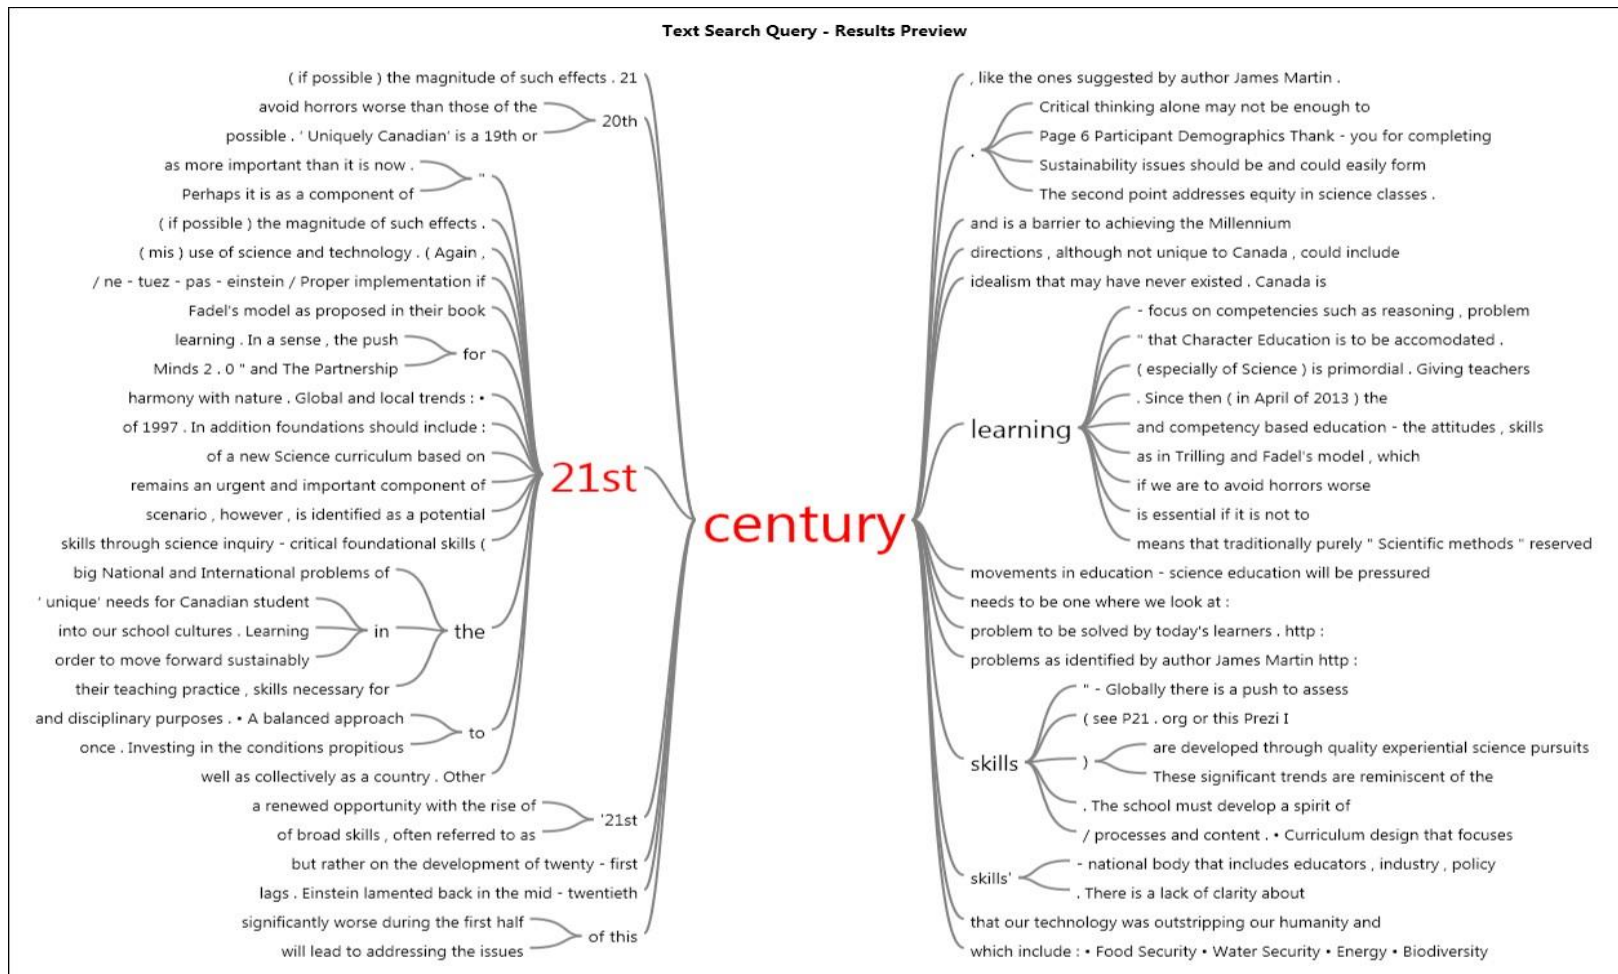 Text Search Query - Results Preview
( if possible ) the magnitude of such effects . 21
avoid horrors worse than those of the
20th
possible . ' Uniquely Canadian' is a 19th or
as more important than it is now .
"
Perhaps it is as a component of
( if possible ) the magnitude of such effects .
( mis ) use of science and technology . ( Again ,
/ ne - tuez - pas - einstein / Proper implementation if
Fadel's model as proposed in their book
learning . In a sense , the push
for
Minds 2 . 0 " and The Partnership
harmony with nature . Global and local trends : •
of 1997 . In addition foundations should include :
of a new Science curriculum based on
21st
remains an urgent and important component of
scenario , however , is identified as a potential
skills through science inquiry - critical foundational skills (
big National and International problems of
' unique' needs for Canadian student
into our school cultures . Learning
in
the
order to move forward sustainably
their teaching practice , skills necessary for
and disciplinary purposes . • A balanced approach
to
once . Investing in the conditions propitious
well as collectively as a country . Other
a renewed opportunity with the rise of
'21st
of broad skills , often referred to as
but rather on the development of twenty - first
lags . Einstein lamented back in the mid - twentieth
significantly worse during the first half
of this
will lead to addressing the issues
century
, like the ones suggested by author James Martin .
Critical thinking alone may not be enough to
Page 6 Participant Demographics Thank - you for completing
.
Sustainability issues should be and could easily form
The second point addresses equity in science classes .
and is a barrier to achieving the Millennium
directions , although not unique to Canada , could include
idealism that may have never existed . Canada is
- focus on competencies such as reasoning , problem
" that Character Education is to be accomodated .
( especially of Science ) is primordial . Giving teachers
. Since then ( in April of 2013 ) the
learning
and competency based education - the attitudes , skills
as in Trilling and Fadel's model , which
if we are to avoid horrors worse
is essential if it is not to
means that traditionally purely " Scientific methods " reserved
movements in education - science education will be pressured
needs to be one where we look at :
problem to be solved by today's learners . http :
problems as identified by author James Martin http :
" - Globally there is a push to assess
( see P21 . org or this Prezi I
skills
)
are developed through quality experiential science pursuits
These significant trends are reminiscent of the
. The school must develop a spirit of
/ processes and content . • Curriculum design that focuses
skills'
- national body that includes educators , industry , policy
. There is a lack of clarity about
that our technology was outstripping our humanity and
which include : • Food Security • Water Security • Energy • Biodiversity